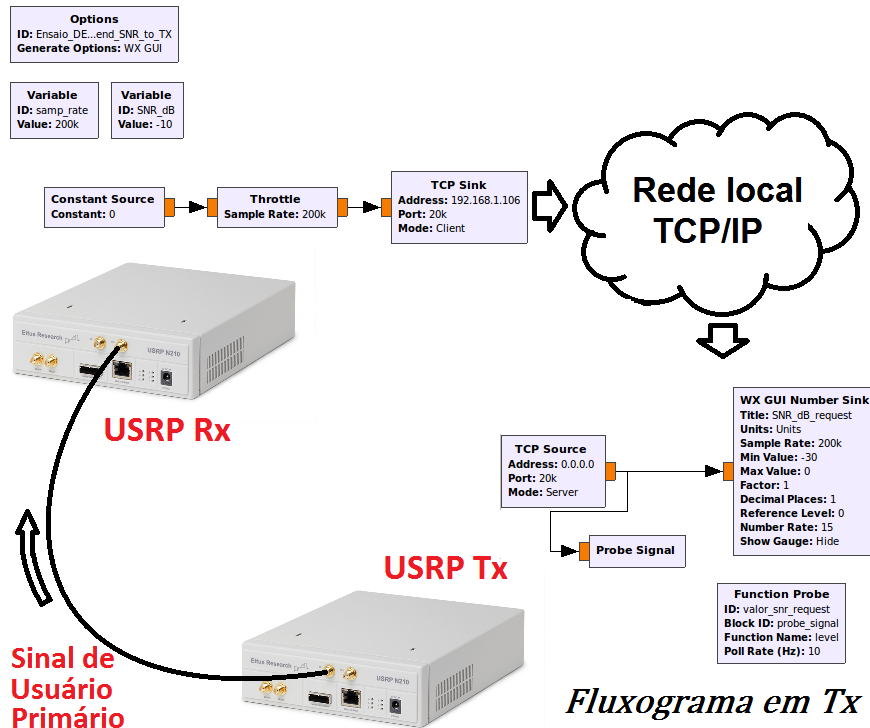 Options
ID: Ensaio_DE...end_SNR_to_TX
Generate Options: WX GUI
Variable
ID: samp_rate
Value: 200k
Variable
ID: SNR_dB
Value: -10
Constant Source
Constant: 0
Throttle
Sample Rate: 200k
TCP Sink
Address: 192.168.1.106
Port: 20k
Mode: Client
Rede local
TCP/IP
Ettus Research
USRP N210
USRP Rx
TCP Source
Address: 0.0.0.0
Port: 20k
Mode: Server
WX GUI Number Sink
Title: SNR_dB_request
Units: Units
Sample Rate: 200k
Min Value: -30
Max Value: 0
Factor: 1
Decimal Places: 1
Reference Level: 0
Number Rate: 15
Show Gauge: Hide
Probe Signal
USRP Tx
Function Probe
ID: valor_snr_request
Block ID: probe_signal
Function Name: level
Poll Rate (Hz): 10
Ettus Research
USRP N210
Sinal de
Usuário
Primário
Fluxograma em Tx